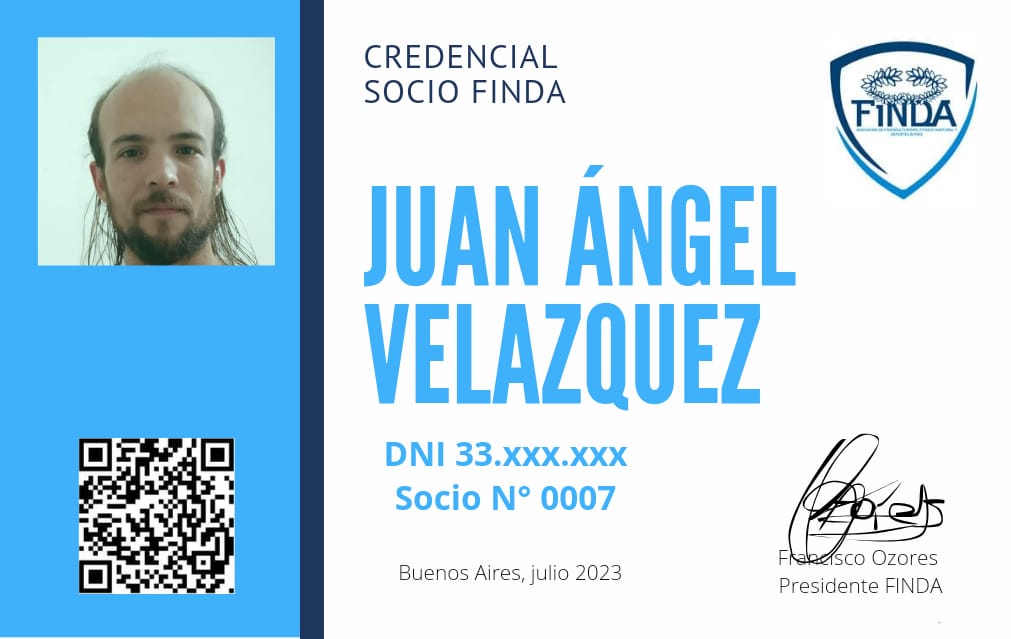 CREDENCIAL
SOCIO FINDA
FINDA
JUAN ÁNGEL
VELAZQUEZ
DNI 33.xxx.xxx
Socio N° 0007
Buenos Aires, julio 2023
Francisco Ozores
Presidente FINDA